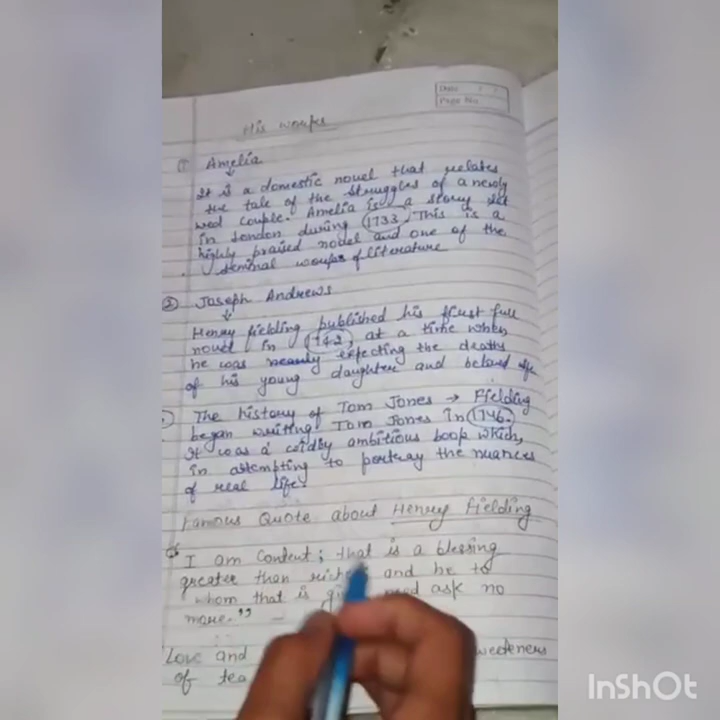 Date
Page No.
His works
(1) Amelia
It is a domestic novel that relates
the tale of the struggles of a newly
wed couple. Amelia is a story set
in London during 1733. This is a
highly praised novel and one of the
seminal works of literature
(2) Joseph Andrews
Henry fielding published his first full
novel in 1742, at a time when
he was nearly expecting the deaths
of his young daughter and beloved
The history of Tom Jones → Fielding
began writing Tom Jones in 1746.
It was a wildly ambitious book which,
in attempting to portray the nuances
of real life.
Famous Quote about Henry Fielding
I am Content; that is a blessing
greater than and he to
whom that is ask no
more."
Love and
of tea
InShOt